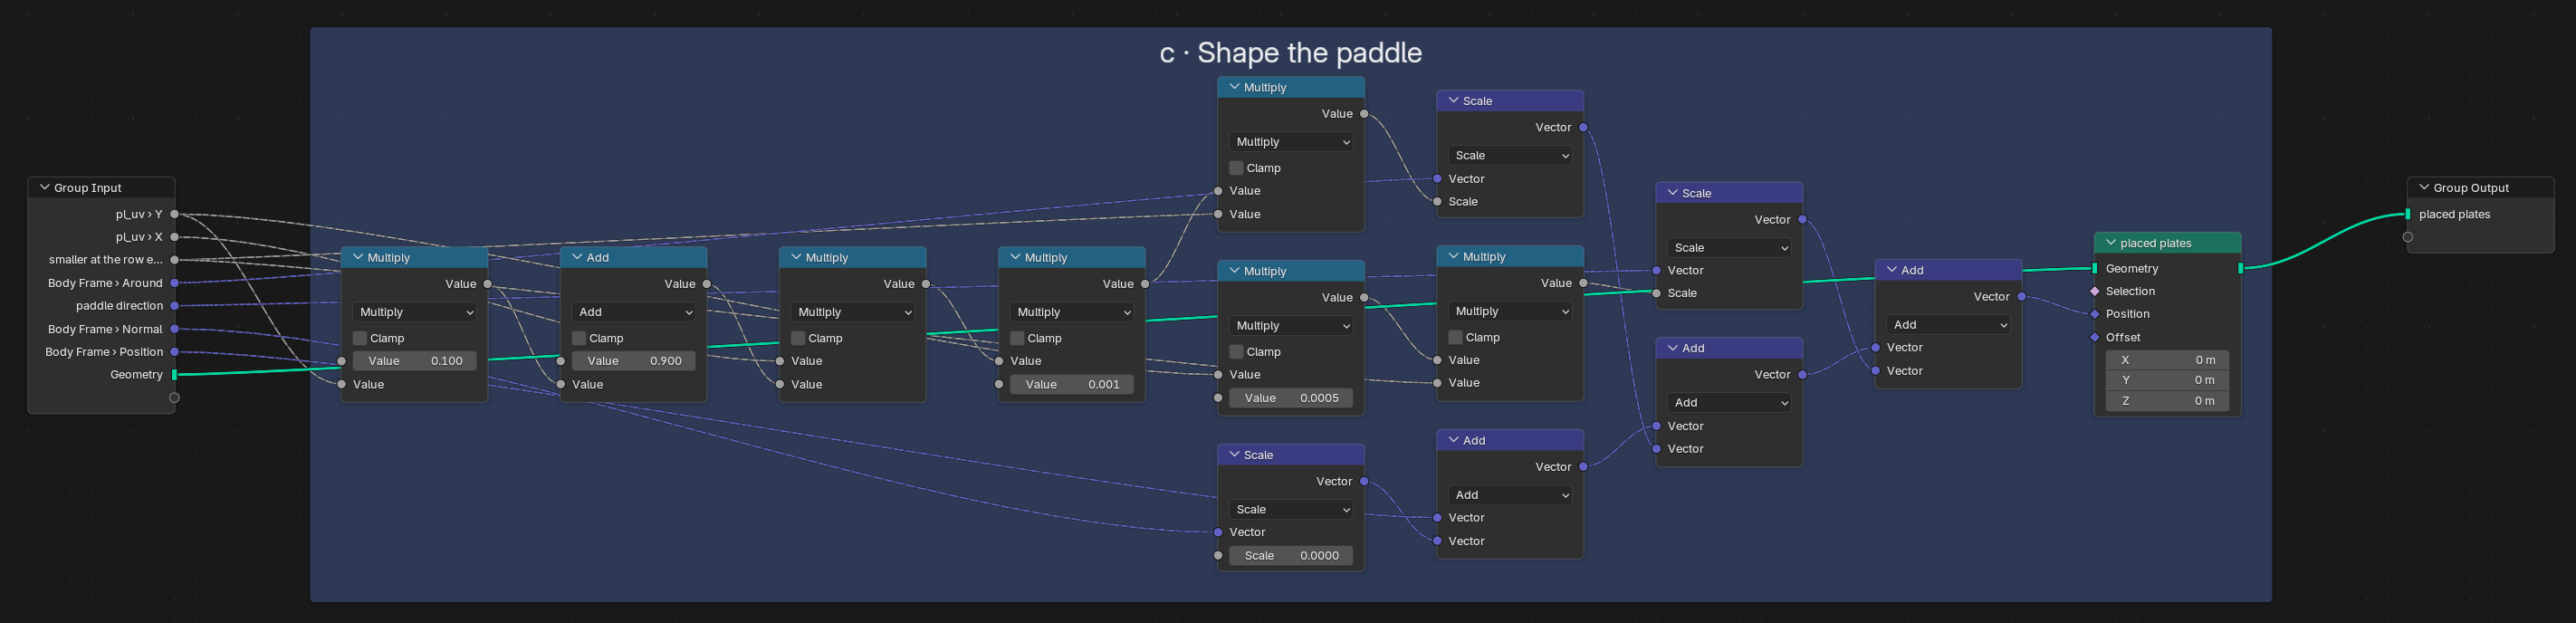 c · Shape the paddle
Group Input
pl_uv › Y
pl_uv › X
smaller at the row e...
Body Frame › Around
paddle direction
Body Frame › Normal
Body Frame › Position
Geometry
Multiply
Value
Multiply
Clamp
Value 0.100
Value
Add
Value
Add
Clamp
Value 0.900
Value
Multiply
Value
Multiply
Clamp
Value
Value
Multiply
Value
Multiply
Clamp
Value
Value 0.001
Multiply
Value
Multiply
Clamp
Value
Value
Multiply
Value
Multiply
Clamp
Value
Value 0.0005
Scale
Vector
Scale
Vector
Scale 0.0000
Scale
Vector
Scale
Vector
Scale
Multiply
Value
Multiply
Clamp
Value
Value
Add
Vector
Add
Vector
Vector
Scale
Vector
Scale
Vector
Scale
Add
Vector
Add
Vector
Vector
Add
Vector
Add
Vector
Vector
placed plates
Geometry
Selection
Position
Offset
X 0 m
Y 0 m
Z 0 m
Group Output
placed plates